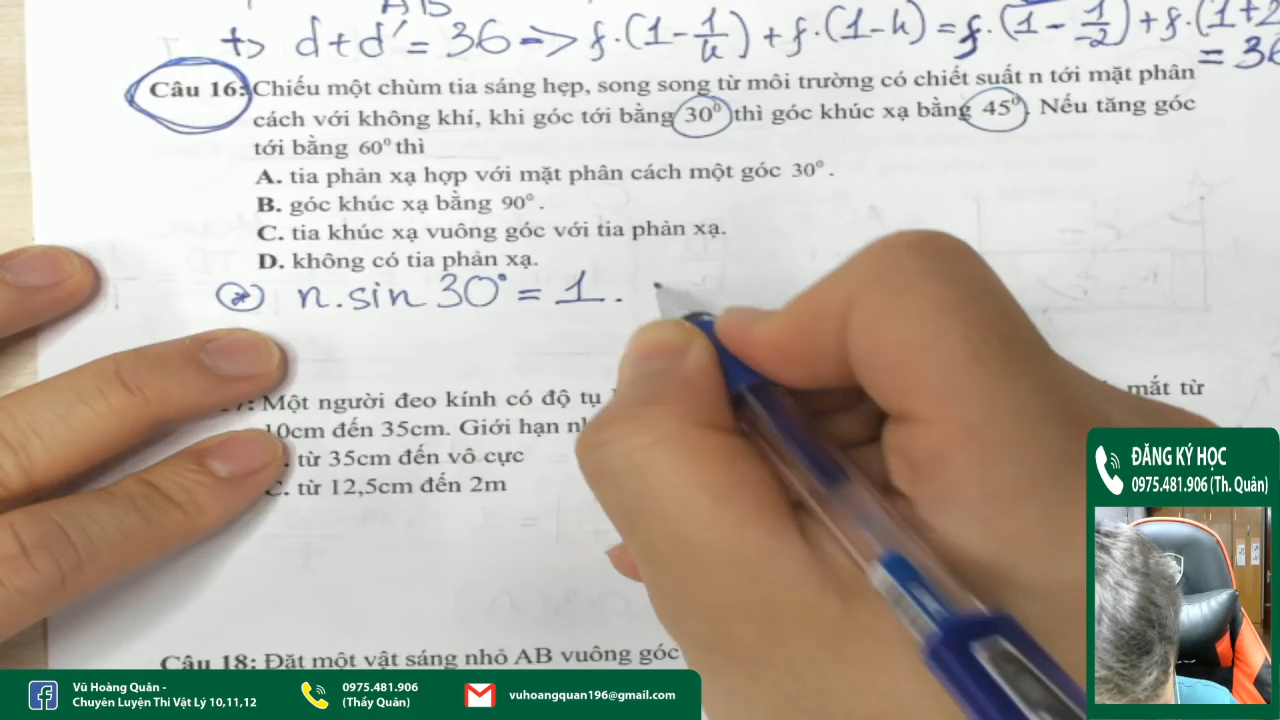 AB
+> d+d' = 36 => f.(1-1/k)+f.(1-k)=f.(1-1/-2)+f.(1+2
= 36
Câu 16: Chiếu một chùm tia sáng hẹp, song song từ môi trường có chiết suất n tới mặt phân
cách với không khí, khi góc tới bằng 30⁰ thì góc khúc xạ bằng 45⁰. Nếu tăng góc
tới bằng 60⁰ thì
A. tia phản xạ hợp với mặt phân cách một góc 30⁰.
B. góc khúc xạ bằng 90⁰.
C. tia khúc xạ vuông góc với tia phản xạ.
D. không có tia phản xạ.
n.sin 30° = 1.
Một người đeo kính có độ tụ
mắt từ
10cm đến 35cm. Giới hạn
từ 35cm đến vô cực
C. từ 12,5cm đến 2m
Câu 18: Đặt một vật sáng nhỏ AB vuông góc
ĐĂNG KÝ HỌC
0975.481.906 (Th. Quân)
Vũ Hoàng Quân -
Chuyên Luyện Thi Vật Lý 10,11,12
0975.481.906
(Thầy Quân)
vuhoangquan196@gmail.com